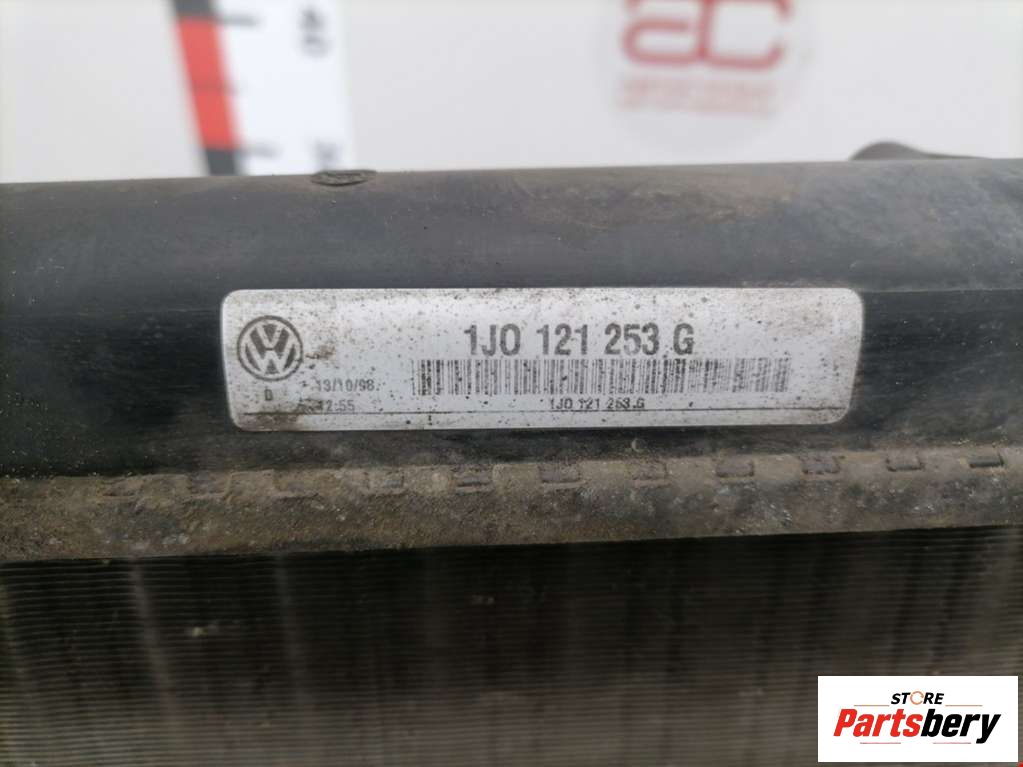 1J0 121 253 G
13/10/98
D
12:55
1J0 121 253 G
STORE
Partsbery